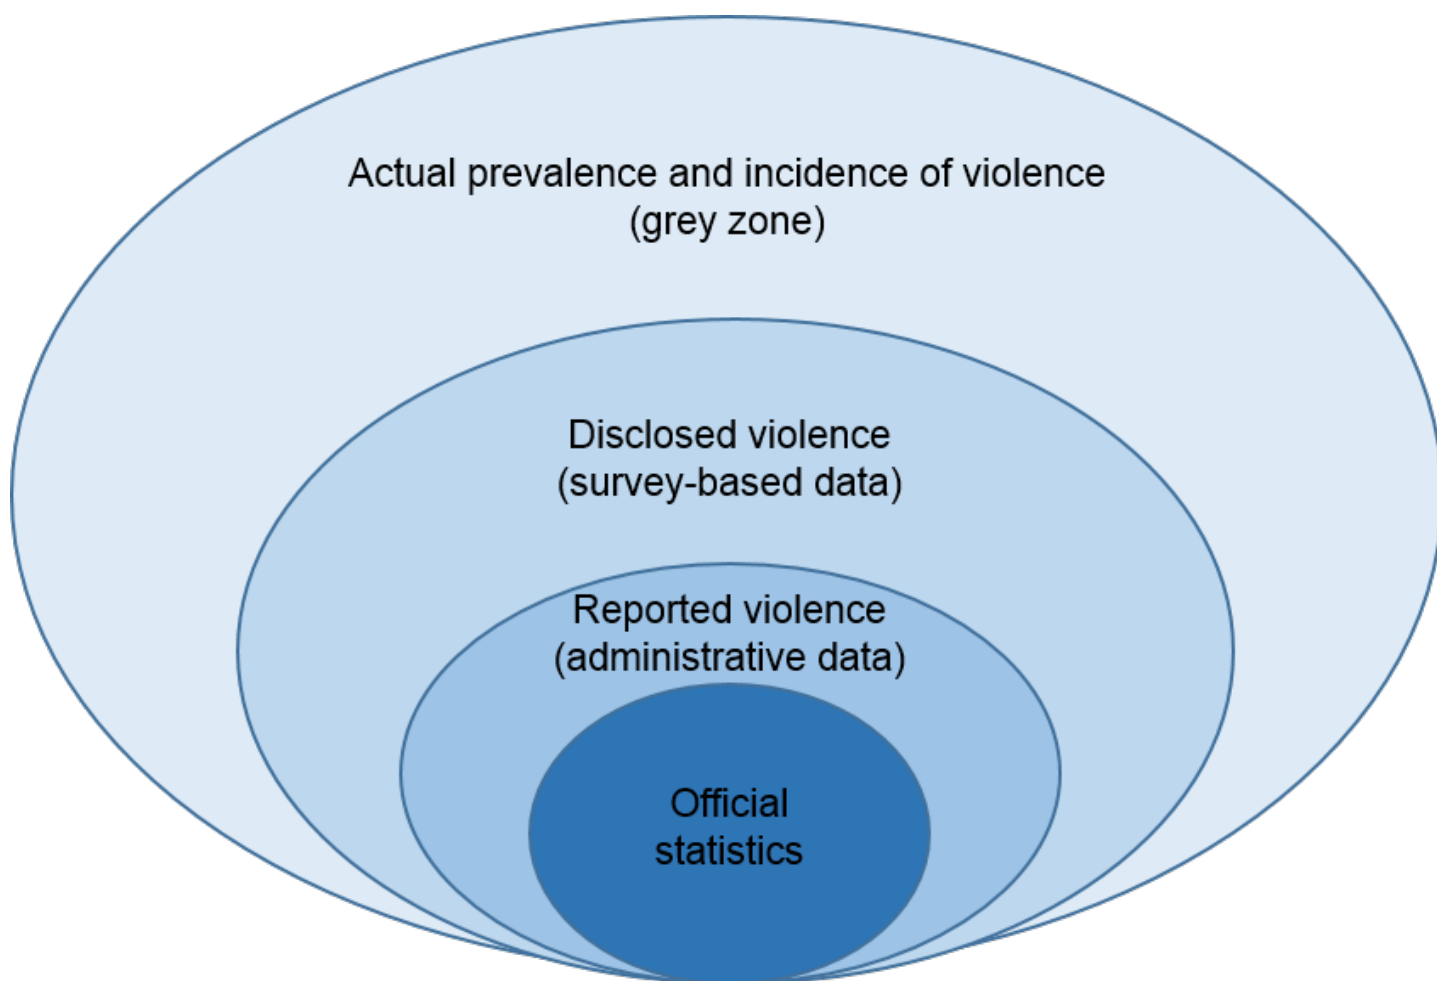 Actual prevalence and incidence of violence
(grey zone)
Disclosed violence
(survey-based data)
Reported violence
(administrative data)
Official
statistics